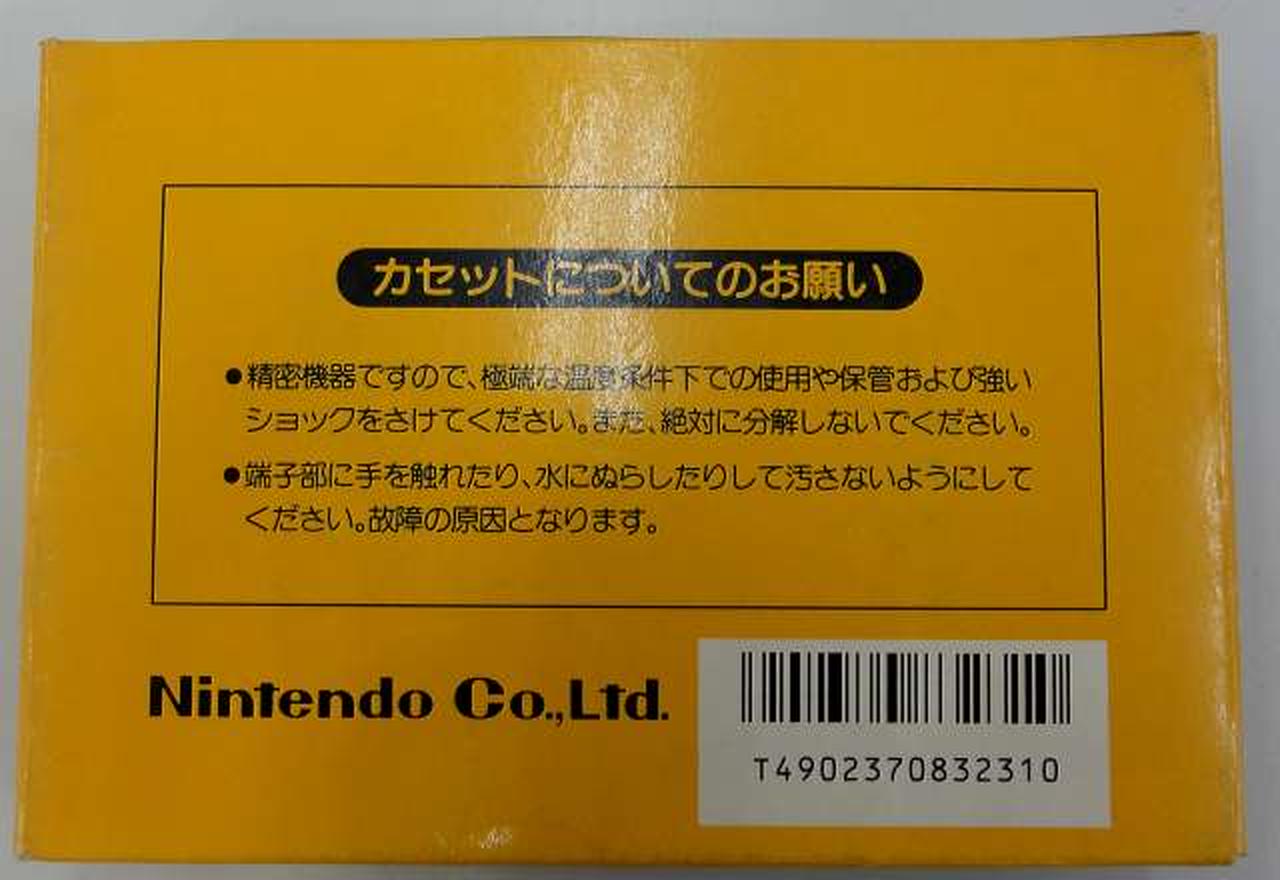 カセットについてのお願い
●精密機器ですので、極端な温度条件下での使用や保管および強い
ショックをさけてください。また、絶対に分解しないでください。
●端子部に手を触れたり、水にぬらしたりして汚さないようにして
ください。故障の原因となります。
Nintendo Co.,Ltd.
T4902370832310